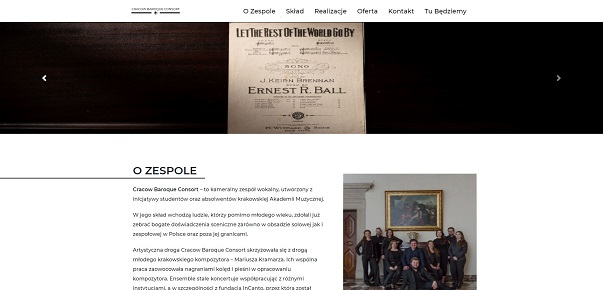 CRACOW BAROQUE CONSORT
O Zespole Skład Realizacje Oferta Kontakt Tu Będziemy
LET THE REST OF THE WORLD GO BY
SONG
J. KEIRN BRENNAN
ERNEST R. BALL
O ZESPOLE
Cracow Baroque Consort – to kameralny zespół wokalny, utworzony z
inicjatywy studentów oraz absolwentów krakowskiej Akademii Muzycznej.
W jego skład wchodzą ludzie, którzy pomimo młodego wieku, zdołali już
zebrać bogate doświadczenia sceniczne zarówno w obsadzie solowej jak i
zespołowej w Polsce oraz poza jej granicami.
Artystyczna droga Cracow Baroque Consort skrzyżowała się z drogą
młodego krakowskiego kompozytora – Mariusza Kramarza. Ich wspólna
praca zaowocowała nagraniami kolęd i pieśni w opracowaniu
kompozytora. Ensemble stale koncertuje współpracując z różnymi
instytucjami, a w szczególności z fundacją InCanto, przez którą został